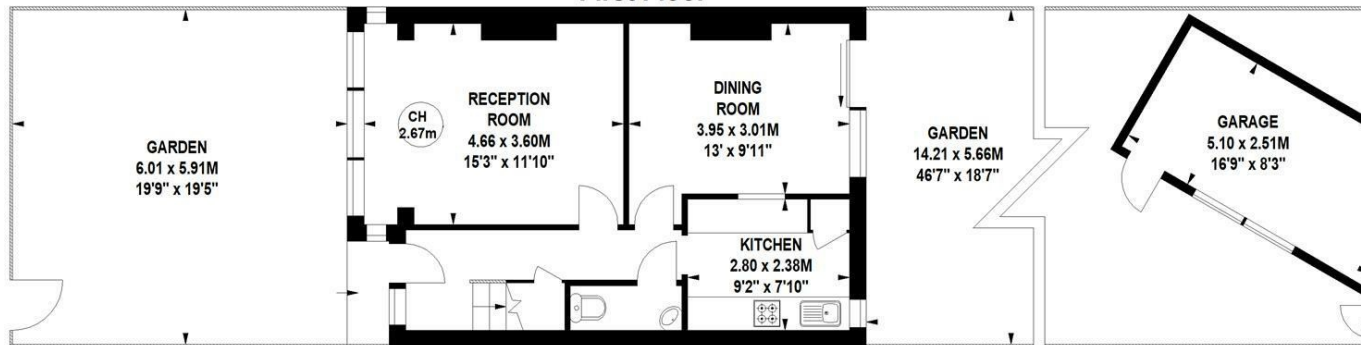 GARDEN
6.01 x 5.91M
19'9" x 19'5"
CH
2.67m
RECEPTION
ROOM
4.66 x 3.60M
15'3" x 11'10"
DINING
ROOM
3.95 x 3.01M
13' x 9'11"
KITCHEN
2.80 x 2.38M
9'2" x 7'10"
GARDEN
14.21 x 5.66M
46'7" x 18'7"
GARAGE
5.10 x 2.51M
16'9" x 8'3"